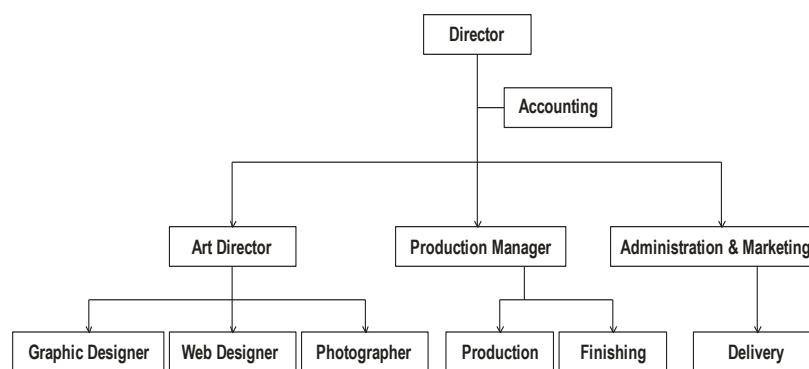 Director
Accounting
Art Director
Production Manager
Administration & Marketing
Graphic Designer
Web Designer
Photographer
Production
Finishing
Delivery